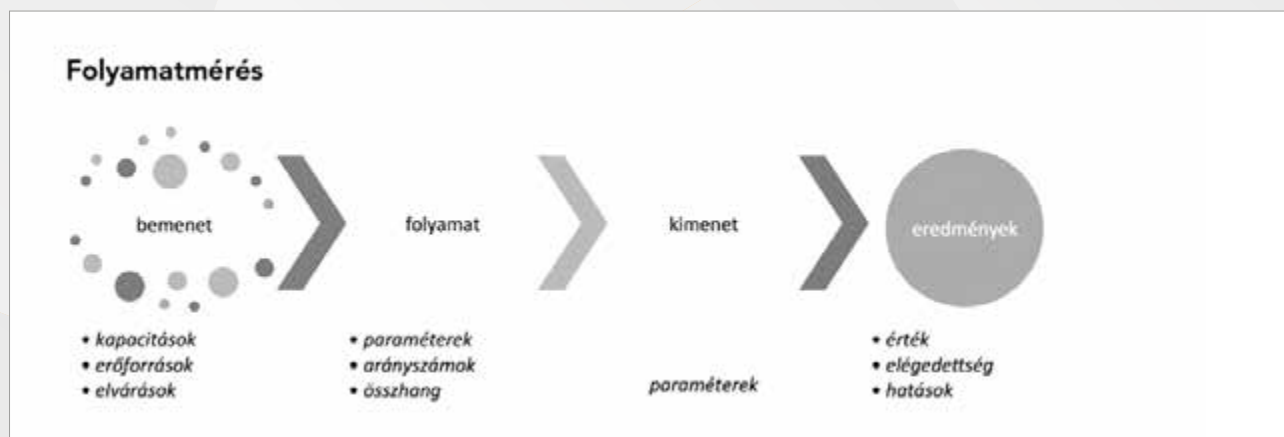 Folyamatmérés
bemenet
folyamat
kimenet
eredmények
• kapacitások
• erőforrások
• elvárások
• paraméterek
• arányszámok
• összhang
paraméterek
• érték
• elégedettség
• hatások